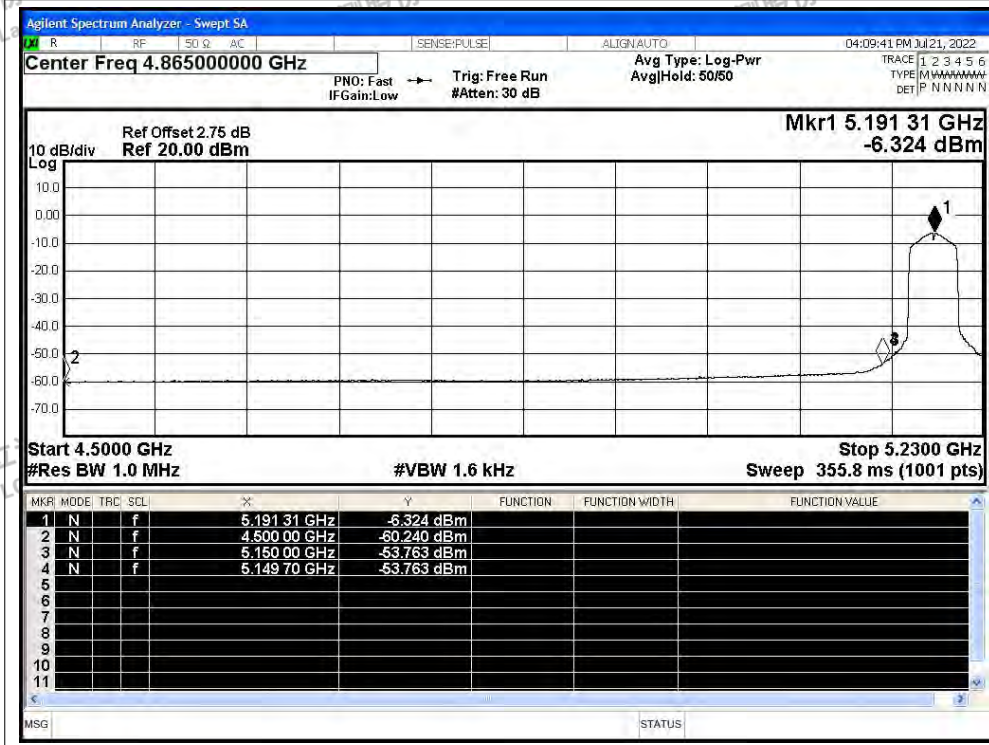 Agilent Spectrum Analyzer - Swept SA
LXI R RF 50 Ω AC SENSE:PULSE ALIGN AUTO 04:09:41 PM Jul 21, 2022
Center Freq 4.865000000 GHz
PNO: Fast
IFGain:Low
Trig: Free Run
#Atten: 30 dB
Avg Type: Log-Pwr
Avg|Hold: 50/50
TRACE 1 2 3 4 5 6
TYPE M
DET P N N N N N
Mkr1 5.191 31 GHz
-6.324 dBm
Ref Offset 2.75 dB
10 dB/div Ref 20.00 dBm
Log
10.0
0.00
-10.0
-20.0
-30.0
-40.0
-50.0
-60.0
-70.0
1
2
Start 4.5000 GHz Stop 5.2300 GHz
#Res BW 1.0 MHz #VBW 1.6 kHz Sweep 355.8 ms (1001 pts)
MKR MODE TRC SCL X Y FUNCTION FUNCTION WIDTH FUNCTION VALUE
1 N f 5.191 31 GHz -6.324 dBm
2 N f 4.500 00 GHz -60.240 dBm
3 N f 5.150 00 GHz -53.763 dBm
4 N f 5.149 70 GHz -53.763 dBm
5
6
7
8
9
10
11
MSG STATUS